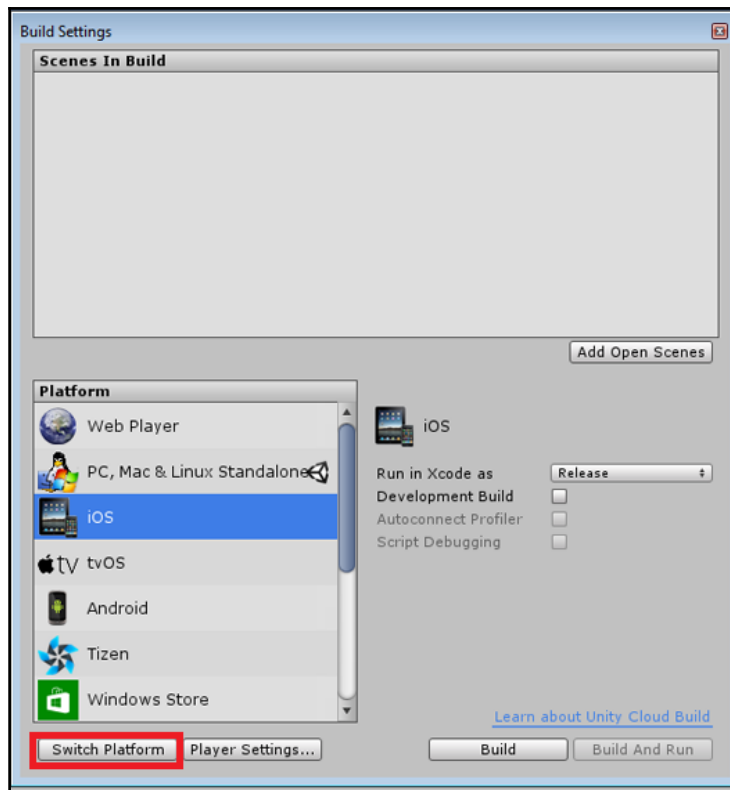 Build Settings
Scenes In Build
Add Open Scenes
Platform
Web Player
PC, Mac & Linux Standalone
iOS
tv tvOS
Android
Tizen
Windows Store
iOS
Run in Xcode as Release
Development Build
Autoconnect Profiler
Script Debugging
Learn about Unity Cloud Build
Switch Platform Player Settings... Build Build And Run